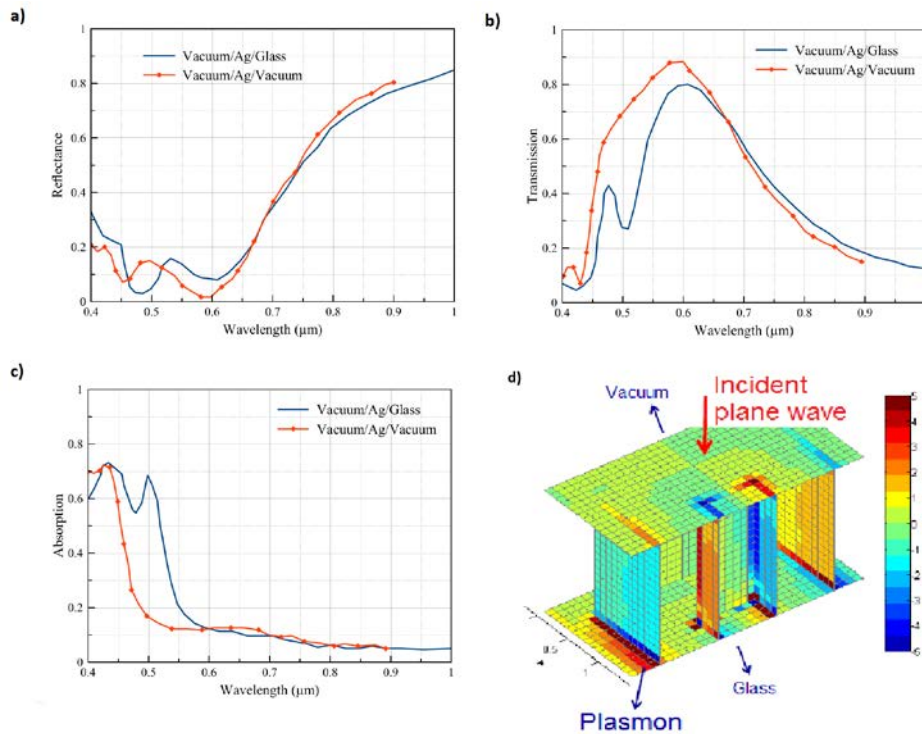 a)
1
0.8
0.6
0.4
0.2
0
Reflectance
Vacuum/Ag/Glass
Vacuum/Ag/Vacuum
0.4 0.5 0.6 0.7 0.8 0.9 1
Wavelength (µm)
b)
1
0.8
0.6
0.4
0.2
0
Transmission
Vacuum/Ag/Glass
Vacuum/Ag/Vacuum
0.4 0.5 0.6 0.7 0.8 0.9
Wavelength (µm)
c)
1
0.8
0.6
0.4
0.2
0
Absorption
Vacuum/Ag/Glass
Vacuum/Ag/Vacuum
0.4 0.5 0.6 0.7 0.8 0.9 1
Wavelength (µm)
d)
Vacuum
Incident
plane wave
5
4
3
2
1
0
-1
-2
-3
-4
-5
0.5
1
Glass
Plasmon